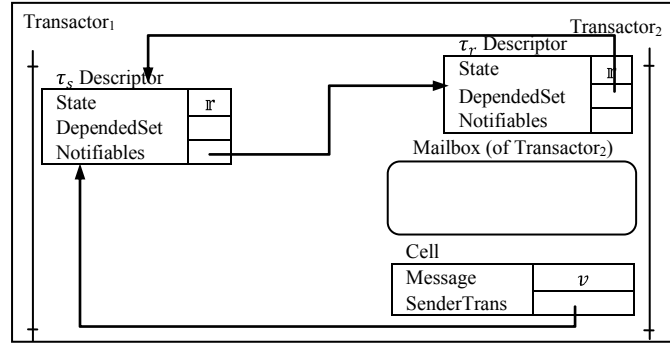 Transactor₁
Transactor₂
τᵣ Descriptor
State 𝕣
DependedSet
Notifiables
τₛ Descriptor
State 𝕣
DependedSet
Notifiables
Mailbox (of Transactor₂)
Cell
Message v
SenderTrans